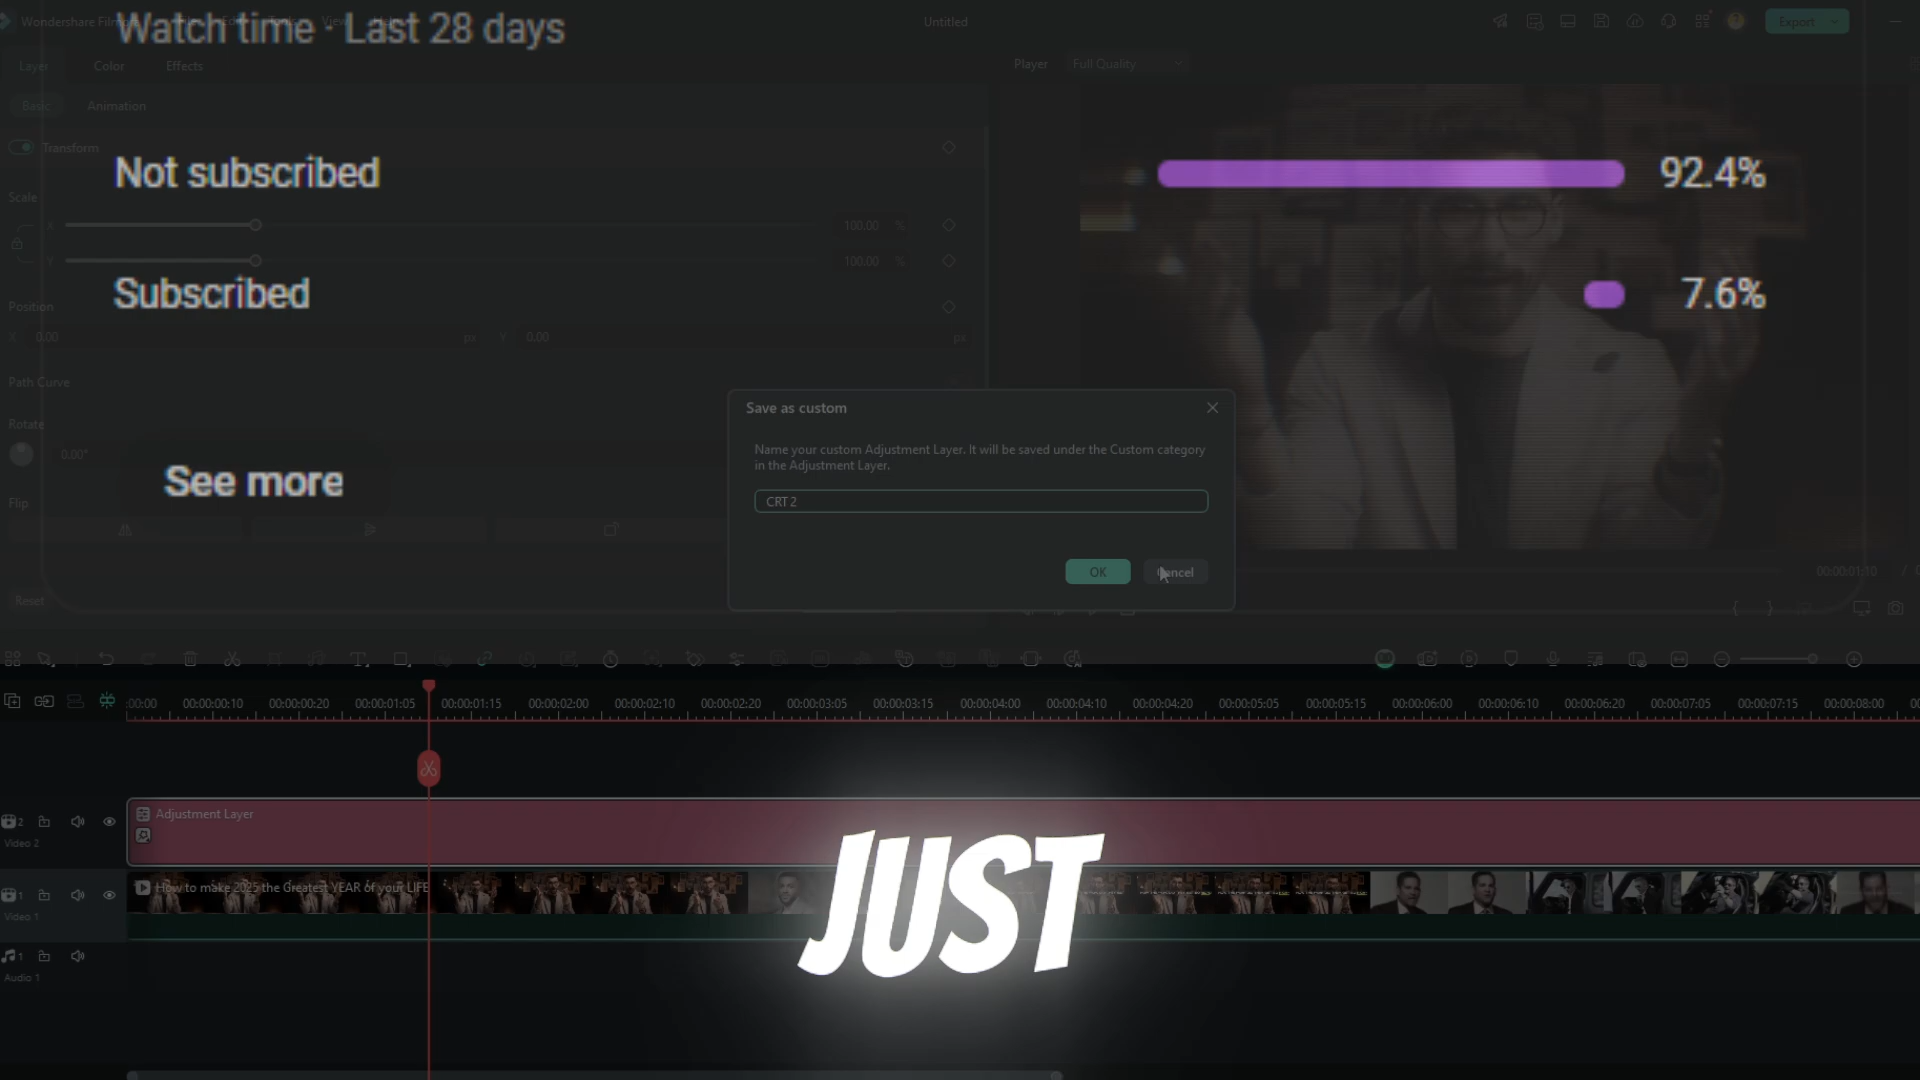 Wondershare Filmora File Edit Tools View Help
Untitled
Export
Watch time · Last 28 days
Layer Color Effects
Player Full Quality
Basic Animation
Transform
Not subscribed 92.4%
Scale
X 100.00 %
Y 100.00 %
Subscribed 7.6%
Position
X 0.00 px Y 0.00 px
Path Curve
Rotate
0.00°
See more
Flip
Reset
Save as custom
Name your custom Adjustment Layer. It will be saved under the Custom category
in the Adjustment Layer.
CRT 2
OK Cancel
00:00:01:10 /
:00:00 00:00:00:10 00:00:00:20 00:00:01:05 00:00:01:15 00:00:02:00 00:00:02:10 00:00:02:20 00:00:03:05 00:00:03:15 00:00:04:00 00:00:04:10 00:00:04:20 00:00:05:05 00:00:05:15 00:00:06:00 00:00:06:10 00:00:06:20 00:00:07:05 00:00:07:15 00:00:08:00
Adjustment Layer
2
Video 2
How to make 2025 the Greatest YEAR of your LIFE
1
Video 1
1
Audio 1
JUST